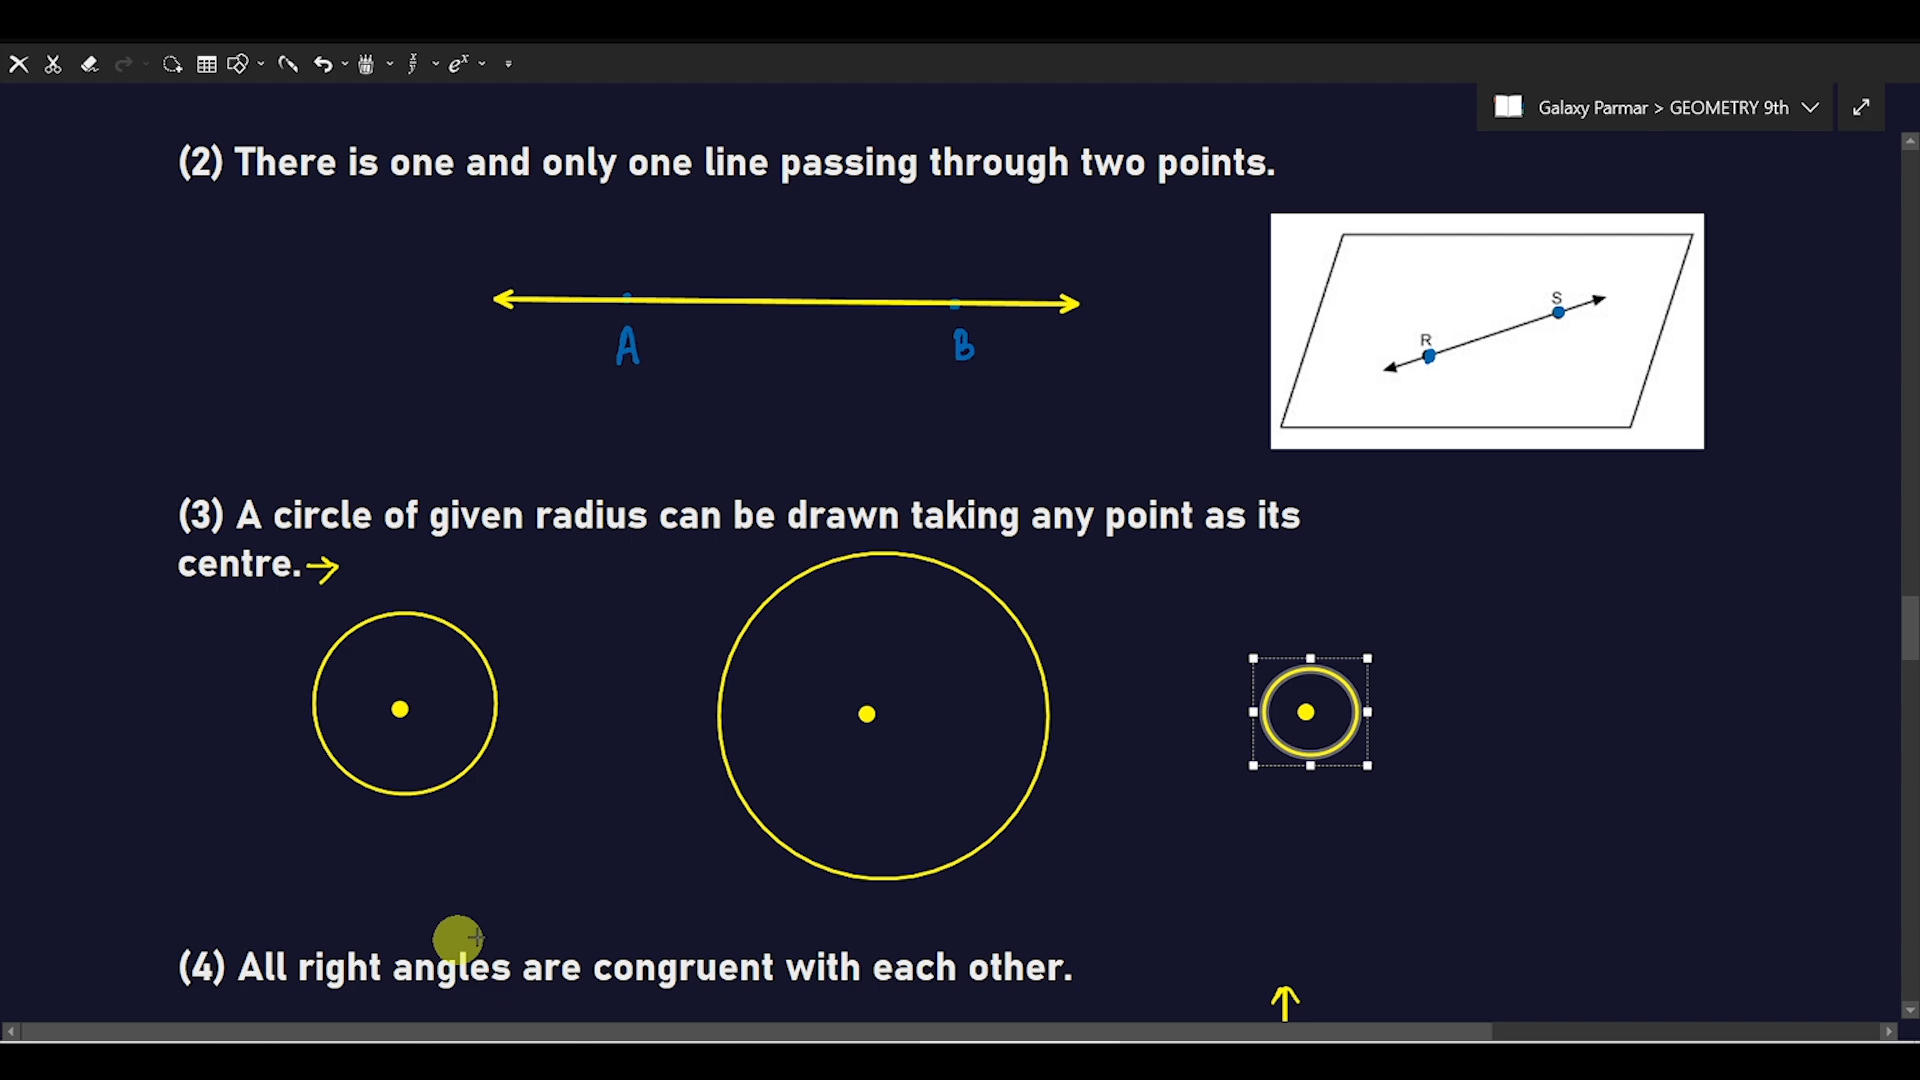 eˣ
Galaxy Parmar > GEOMETRY 9th
(2) There is one and only one line passing through two points.
A B
S
R
(3) A circle of given radius can be drawn taking any point as its
centre.→
(4) All right angles are congruent with each other.